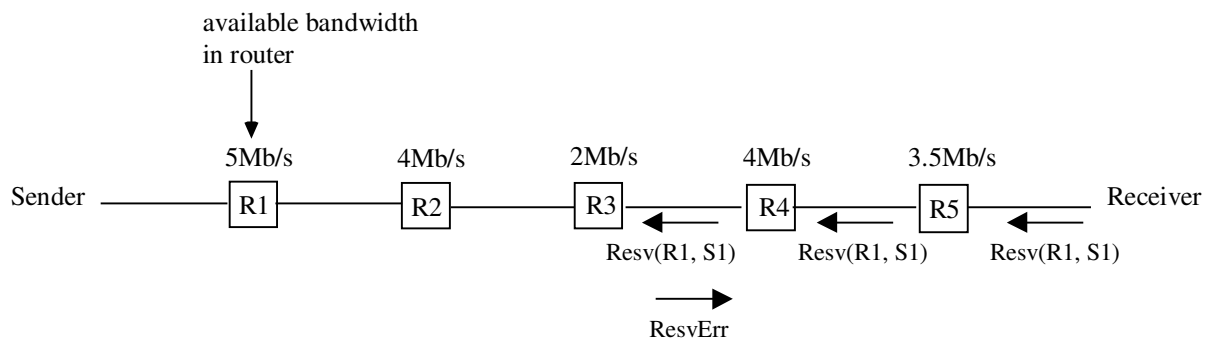 available bandwidth
in router
5Mb/s
4Mb/s
2Mb/s
4Mb/s
3.5Mb/s
Sender
R1
R2
R3
R4
R5
Receiver
Resv(R1, S1)
Resv(R1, S1)
Resv(R1, S1)
ResvErr